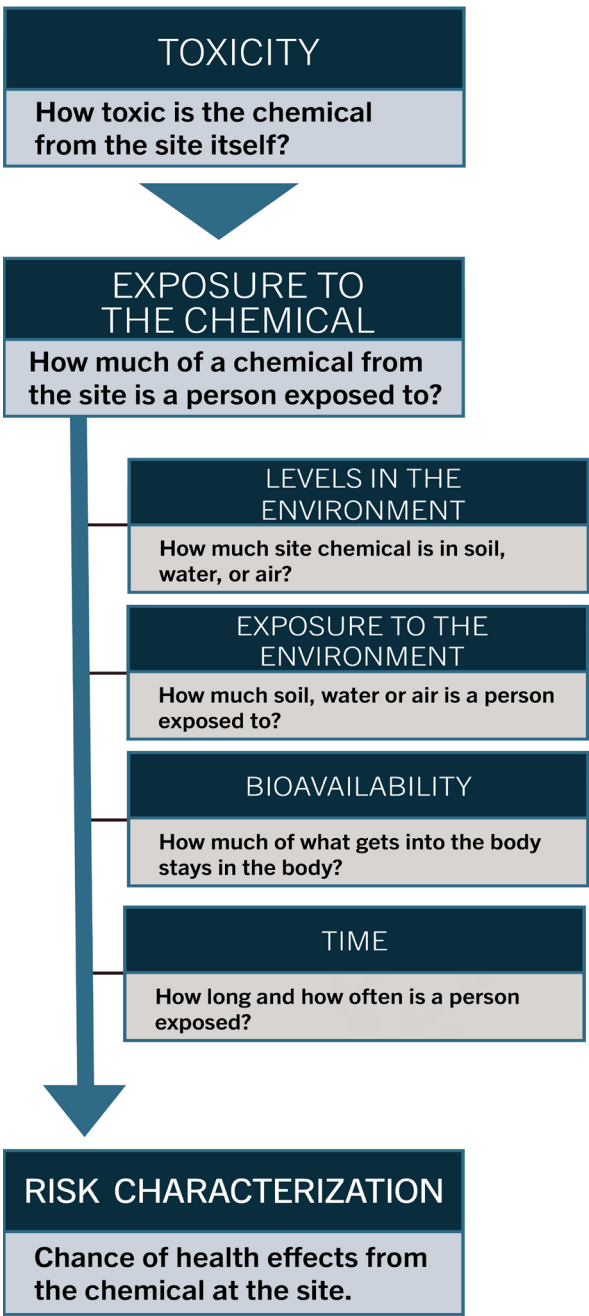 TOXICITY
How toxic is the chemical
from the site itself?
EXPOSURE TO
THE CHEMICAL
How much of a chemical from
the site is a person exposed to?
LEVELS IN THE
ENVIRONMENT
How much site chemical is in soil,
water, or air?
EXPOSURE TO THE
ENVIRONMENT
How much soil, water or air is a person
exposed to?
BIOAVAILABILITY
How much of what gets into the body
stays in the body?
TIME
How long and how often is a person
exposed?
RISK CHARACTERIZATION
Chance of health effects from
the chemical at the site.